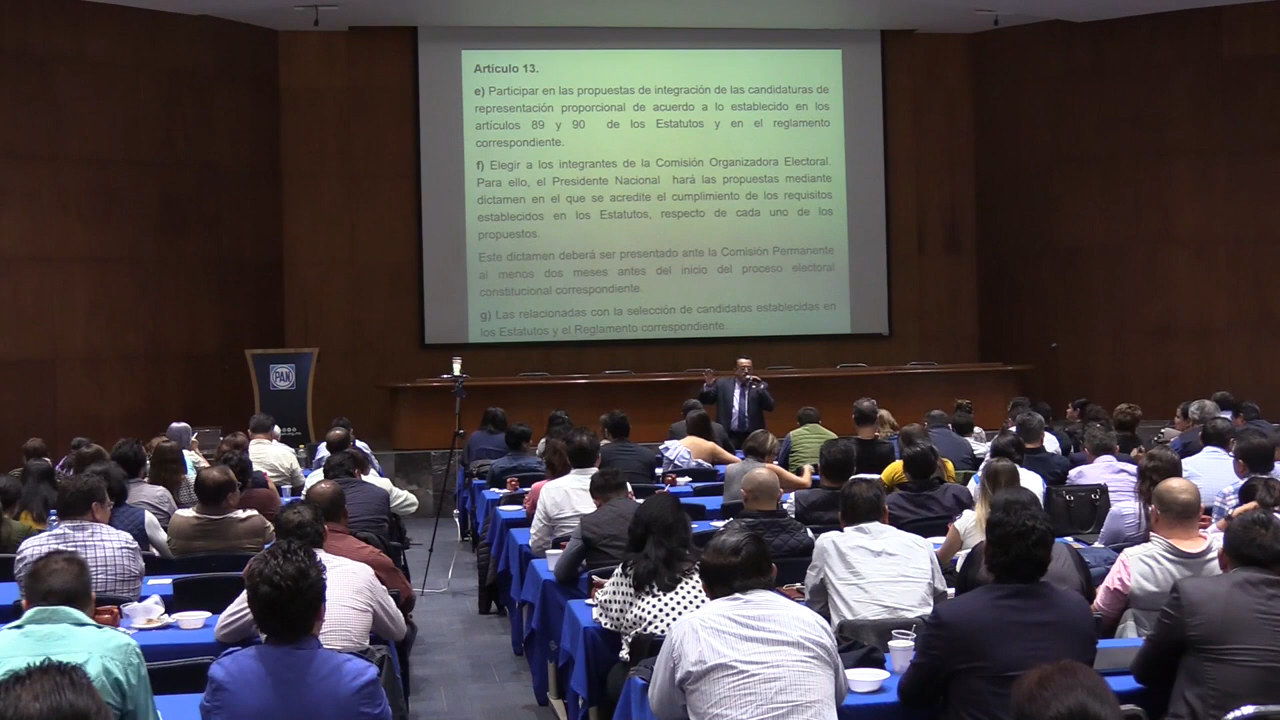 Artículo 13.
e) Participar en las propuestas de integración de las candidaturas de
representación proporcional de acuerdo a lo establecido en los
artículos 89 y 90 de los Estatutos y en el reglamento
correspondiente.
f) Elegir a los integrantes de la Comisión Organizadora Electoral.
Para ello, el Presidente Nacional hará las propuestas mediante
dictamen en el que se acredite el cumplimiento de los requisitos
establecidos en los Estatutos, respecto de cada uno de los
propuestos.
Este dictamen deberá ser presentado ante la Comisión Permanente
al menos dos meses antes del inicio del proceso electoral
constitucional correspondiente.
g) Las relacionadas con la selección de candidatos establecidas en
los Estatutos y el Reglamento correspondiente.
PAN